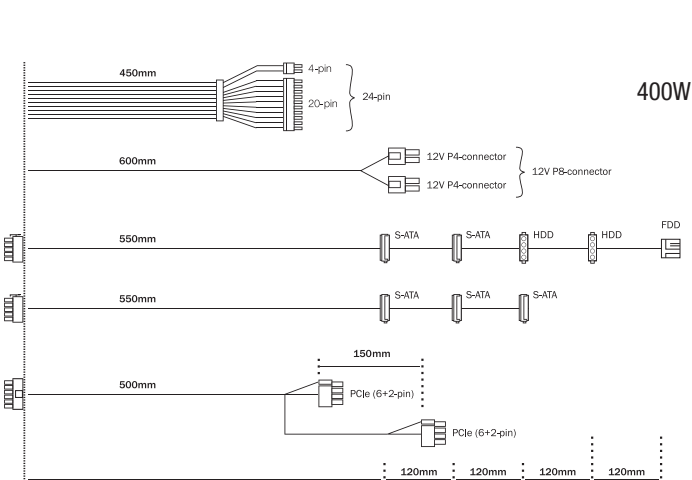 450mm
4-pin
20-pin
24-pin
400W
600mm
12V P4-connector
12V P4-connector
12V P8-connector
550mm
S-ATA
S-ATA
HDD
HDD
FDD
550mm
S-ATA
S-ATA
S-ATA
150mm
500mm
PCIe (6+2-pin)
PCIe (6+2-pin)
120mm
120mm
120mm
120mm